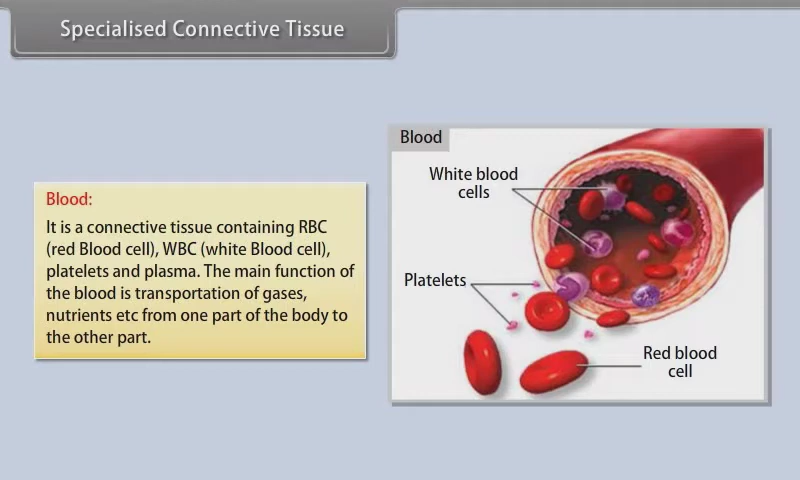 Specialised Connective Tissue
Blood:
It is a connective tissue containing RBC
(red Blood cell), WBC (white Blood cell),
platelets and plasma. The main function of
the blood is transportation of gases,
nutrients etc from one part of the body to
the other part.
Blood
White blood
cells
Platelets
Red blood
cell